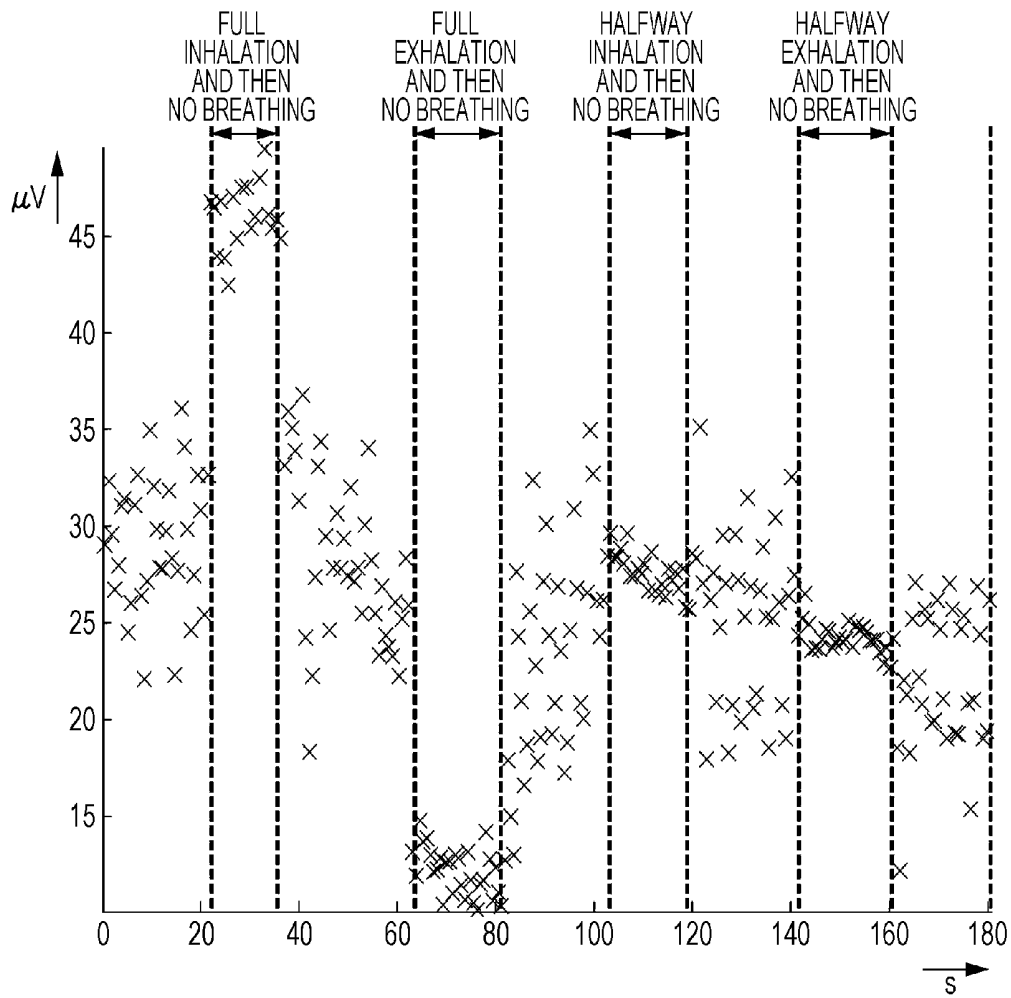 FULL
INHALATION
AND THEN
NO BREATHING
FULL
EXHALATION
AND THEN
NO BREATHING
HALFWAY
INHALATION
AND THEN
NO BREATHING
HALFWAY
EXHALATION
AND THEN
NO BREATHING
μV
45
40
35
30
25
20
15
0
20
40
60
80
100
120
140
160
180
s